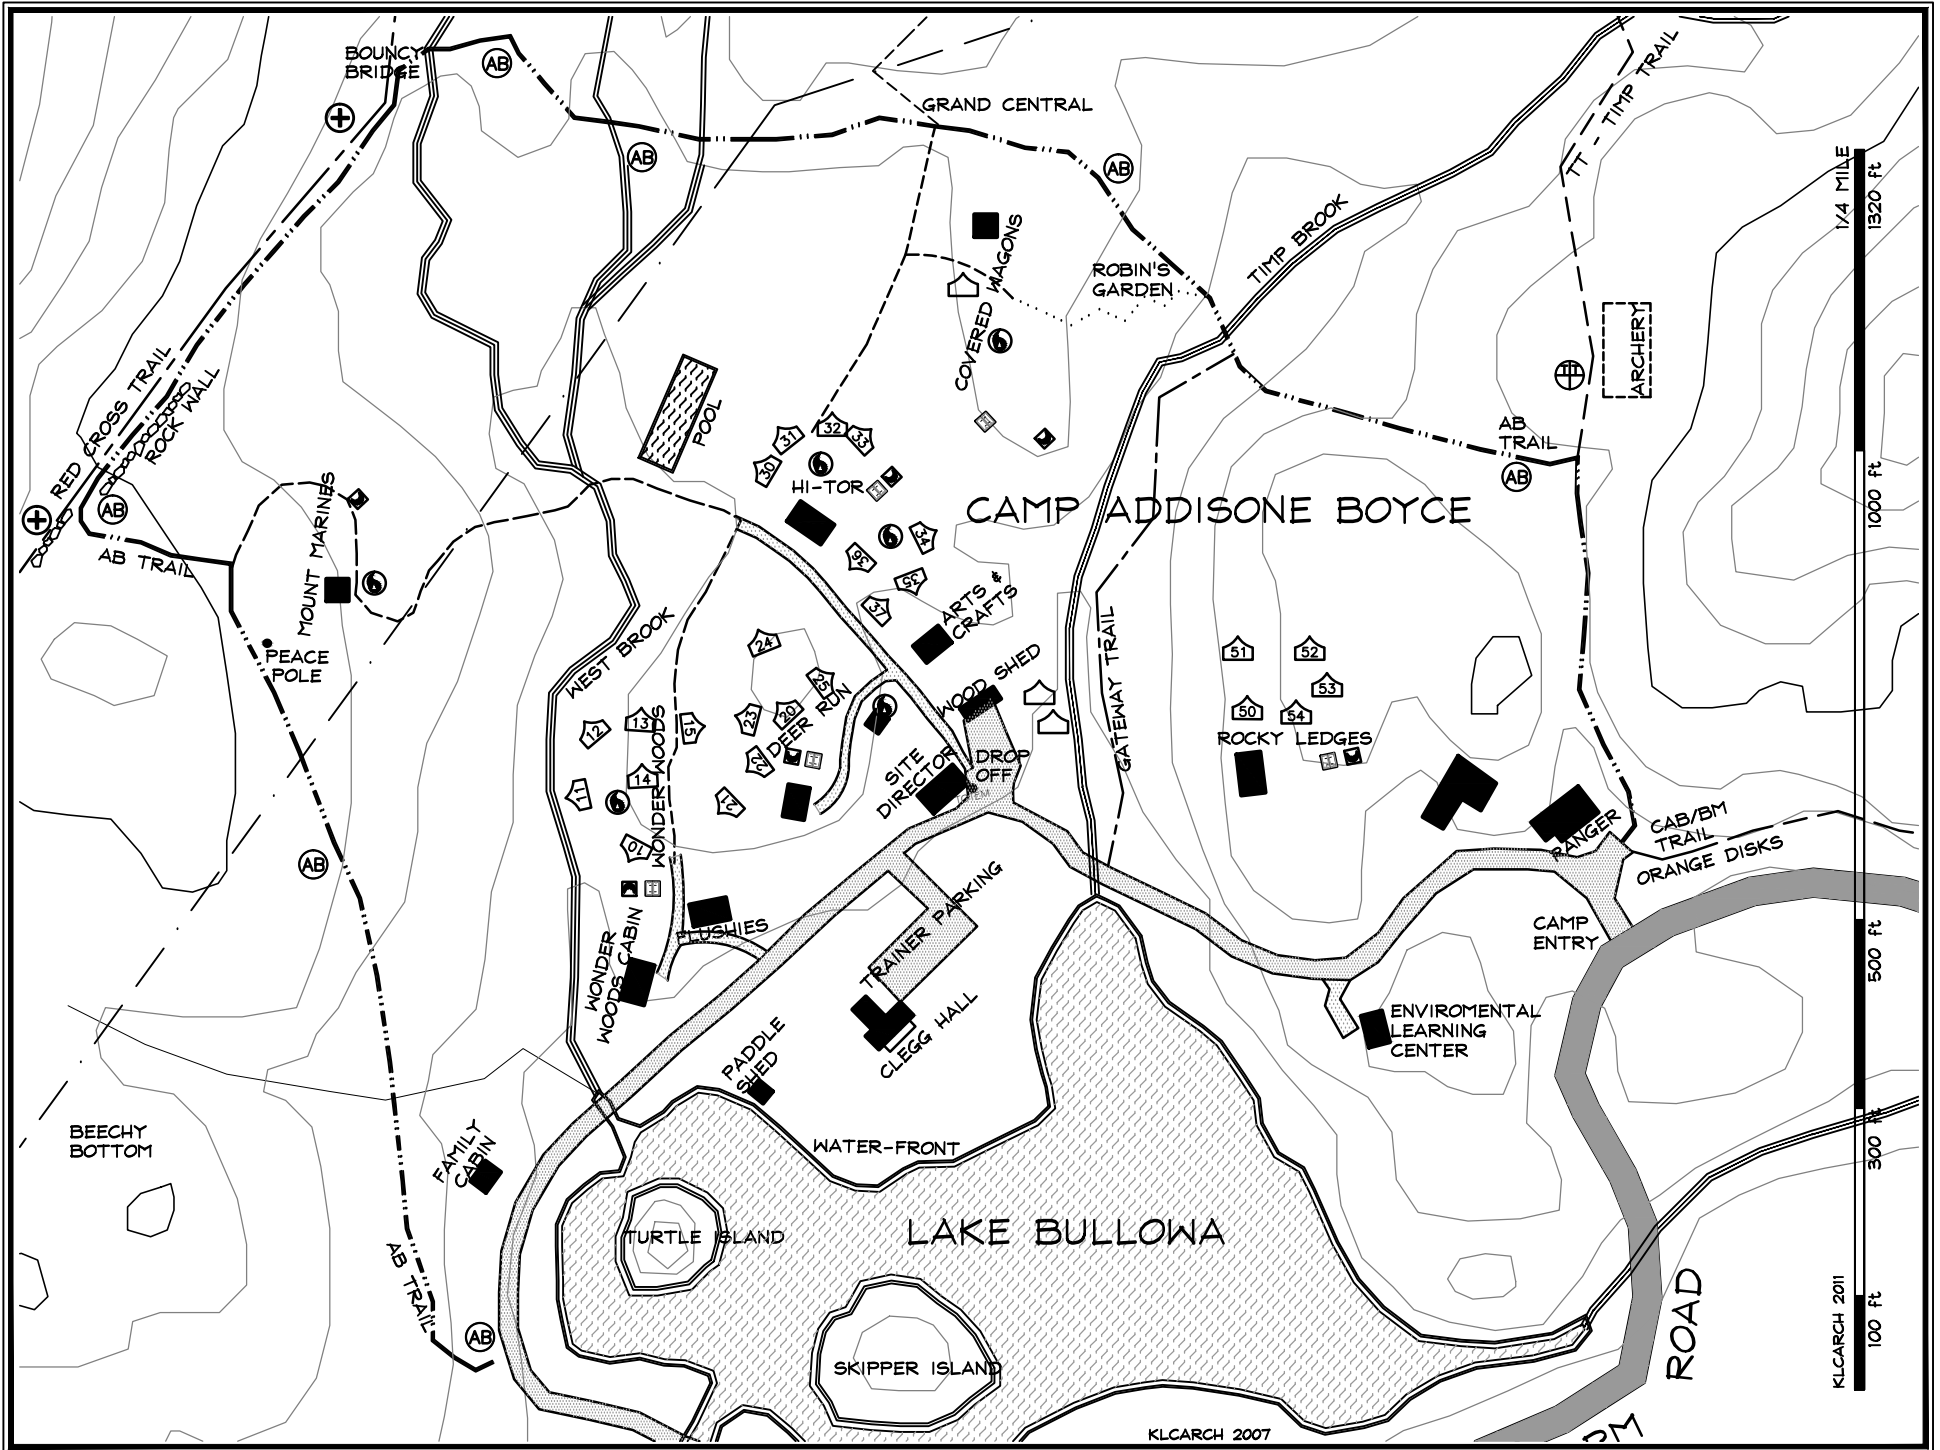 BOUNCY
BRIDGE
AB
GRAND CENTRAL
AB
AB
TT - TIMP TRAIL
1/4 MILE
1320 ft
TIMP BROOK
COVERED WAGONS
ROBIN'S
GARDEN
ARCHERY
TT
RED CROSS TRAIL
ROCK WALL
POOL
31
32
33
30
HI-TOR
AB
TRAIL
AB
1000 ft
CAMP ADDISONE BOYCE
AB
AB TRAIL
MOUNT MARINES
34
36
35
37
ARTS &
CRAFTS
PEACE
POLE
WEST BROOK
24
25
WOOD SHED
GATEWAY TRAIL
51
52
53
50
54
ROCKY LEDGES
12
13
15
23
20
22
21
DEER RUN
14
11
10
WONDER WOODS
SITE
DIRECTOR
DROP
OFF
RANGER
CAB/BM
TRAIL
ORANGE DISKS
AB
FLUSHIES
TRAINER PARKING
CAMP
ENTRY
500 ft
WONDER
WOODS CABIN
CLEGG HALL
ENVIROMENTAL
LEARNING
CENTER
PADDLE
SHED
BEECHY
BOTTOM
FAMILY
CABIN
WATER-FRONT
300 ft
TURTLE ISLAND
LAKE BULLOWA
AB TRAIL
AB
SKIPPER ISLAND
ROAD
100 ft
KLCARCH 2011
KLCARCH 2007
PM